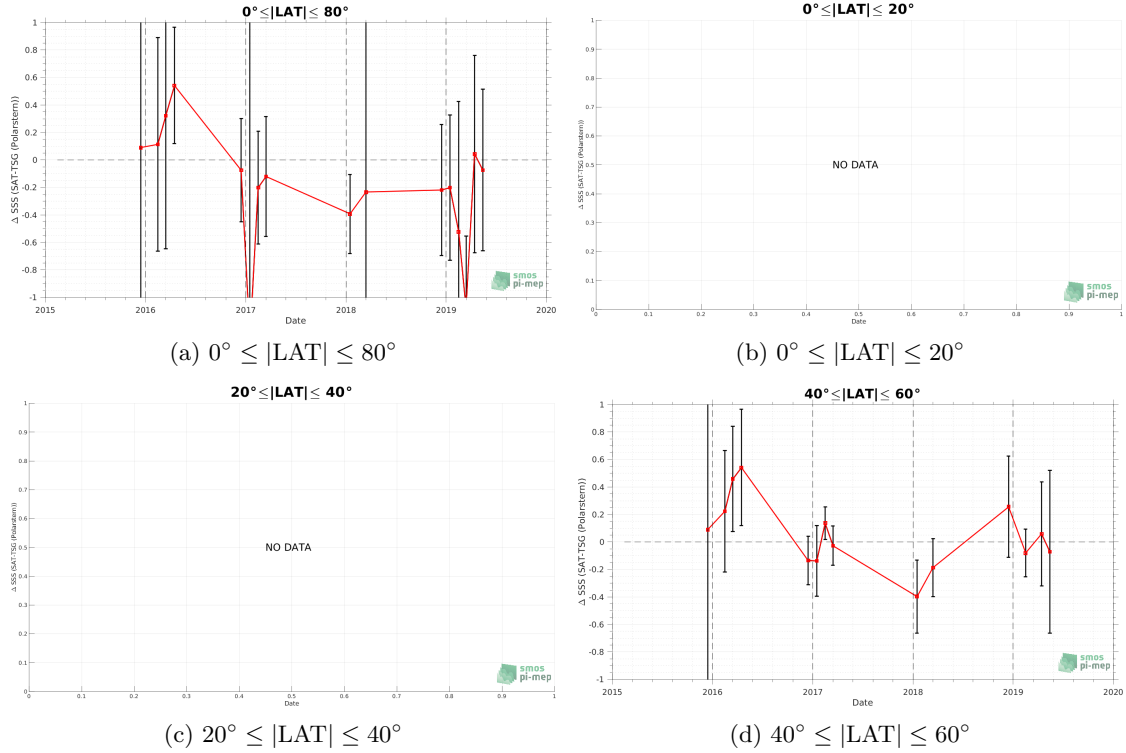 0°≤|LAT|≤ 80°
Δ SSS (SAT-TSG (Polarstern))
1
0.8
0.6
0.4
0.2
0
-0.2
-0.4
-0.6
-0.8
-1
2015 2016 2017 2018 2019 2020
Date
smos
pi-mep
(a) 0° ≤ |LAT| ≤ 80°
0°≤|LAT|≤ 20°
Δ SSS (SAT-TSG (Polarstern))
1
0.9
0.8
0.7
0.6
0.5
0.4
0.3
0.2
0.1
0
NO DATA
0 0.1 0.2 0.3 0.4 0.5 0.6 0.7 0.8 0.9 1
Date
smos
pi-mep
(b) 0° ≤ |LAT| ≤ 20°
20°≤|LAT|≤ 40°
Δ SSS (SAT-TSG (Polarstern))
1
0.9
0.8
0.7
0.6
0.5
0.4
0.3
0.2
0.1
0
NO DATA
0 0.1 0.2 0.3 0.4 0.5 0.6 0.7 0.8 0.9 1
Date
smos
pi-mep
(c) 20° ≤ |LAT| ≤ 40°
40°≤|LAT|≤ 60°
Δ SSS (SAT-TSG (Polarstern))
1
0.8
0.6
0.4
0.2
0
-0.2
-0.4
-0.6
-0.8
-1
2015 2016 2017 2018 2019 2020
Date
smos
pi-mep
(d) 40° ≤ |LAT| ≤ 60°